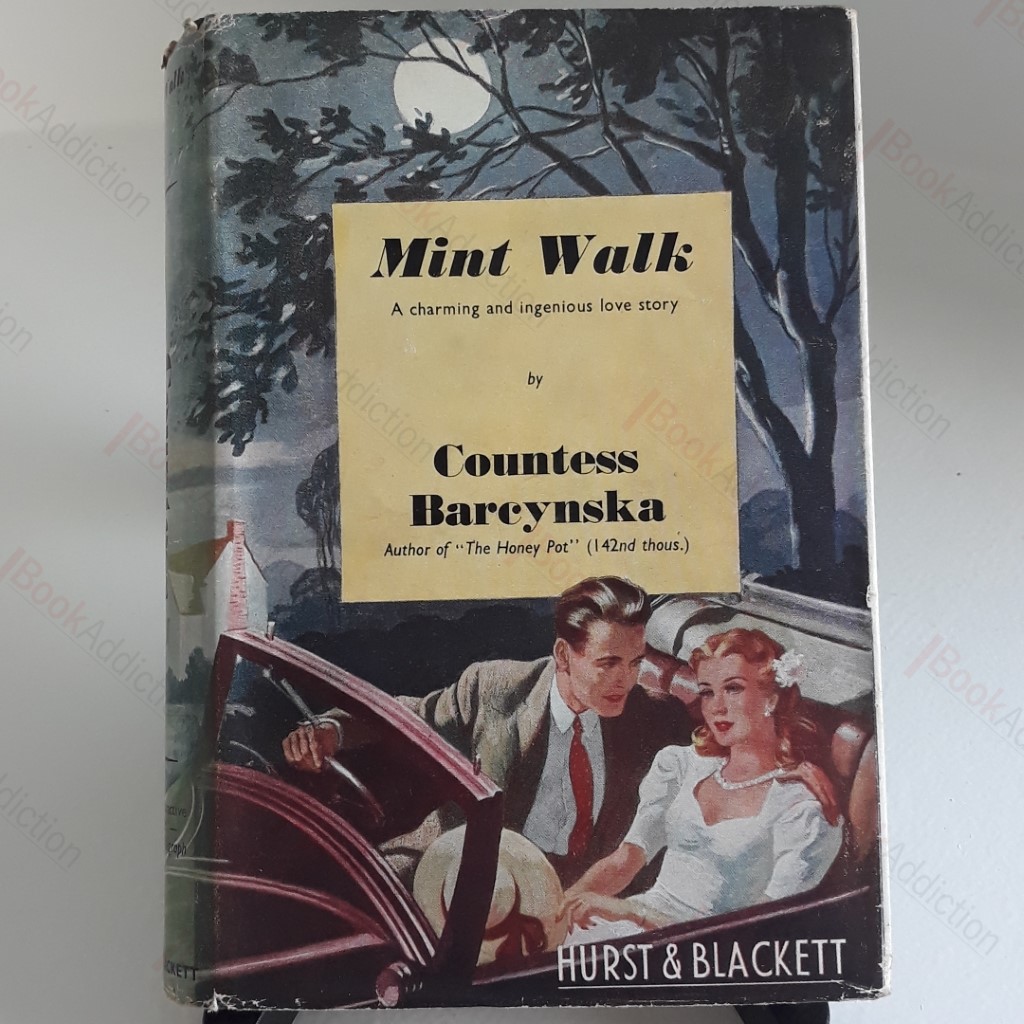 Mint Walk
A charming and ingenious love story
by
Countess
Barcynska
Author of "The Honey Pot" (142nd thous.)
HURST & BLACKETT
BookAddiction